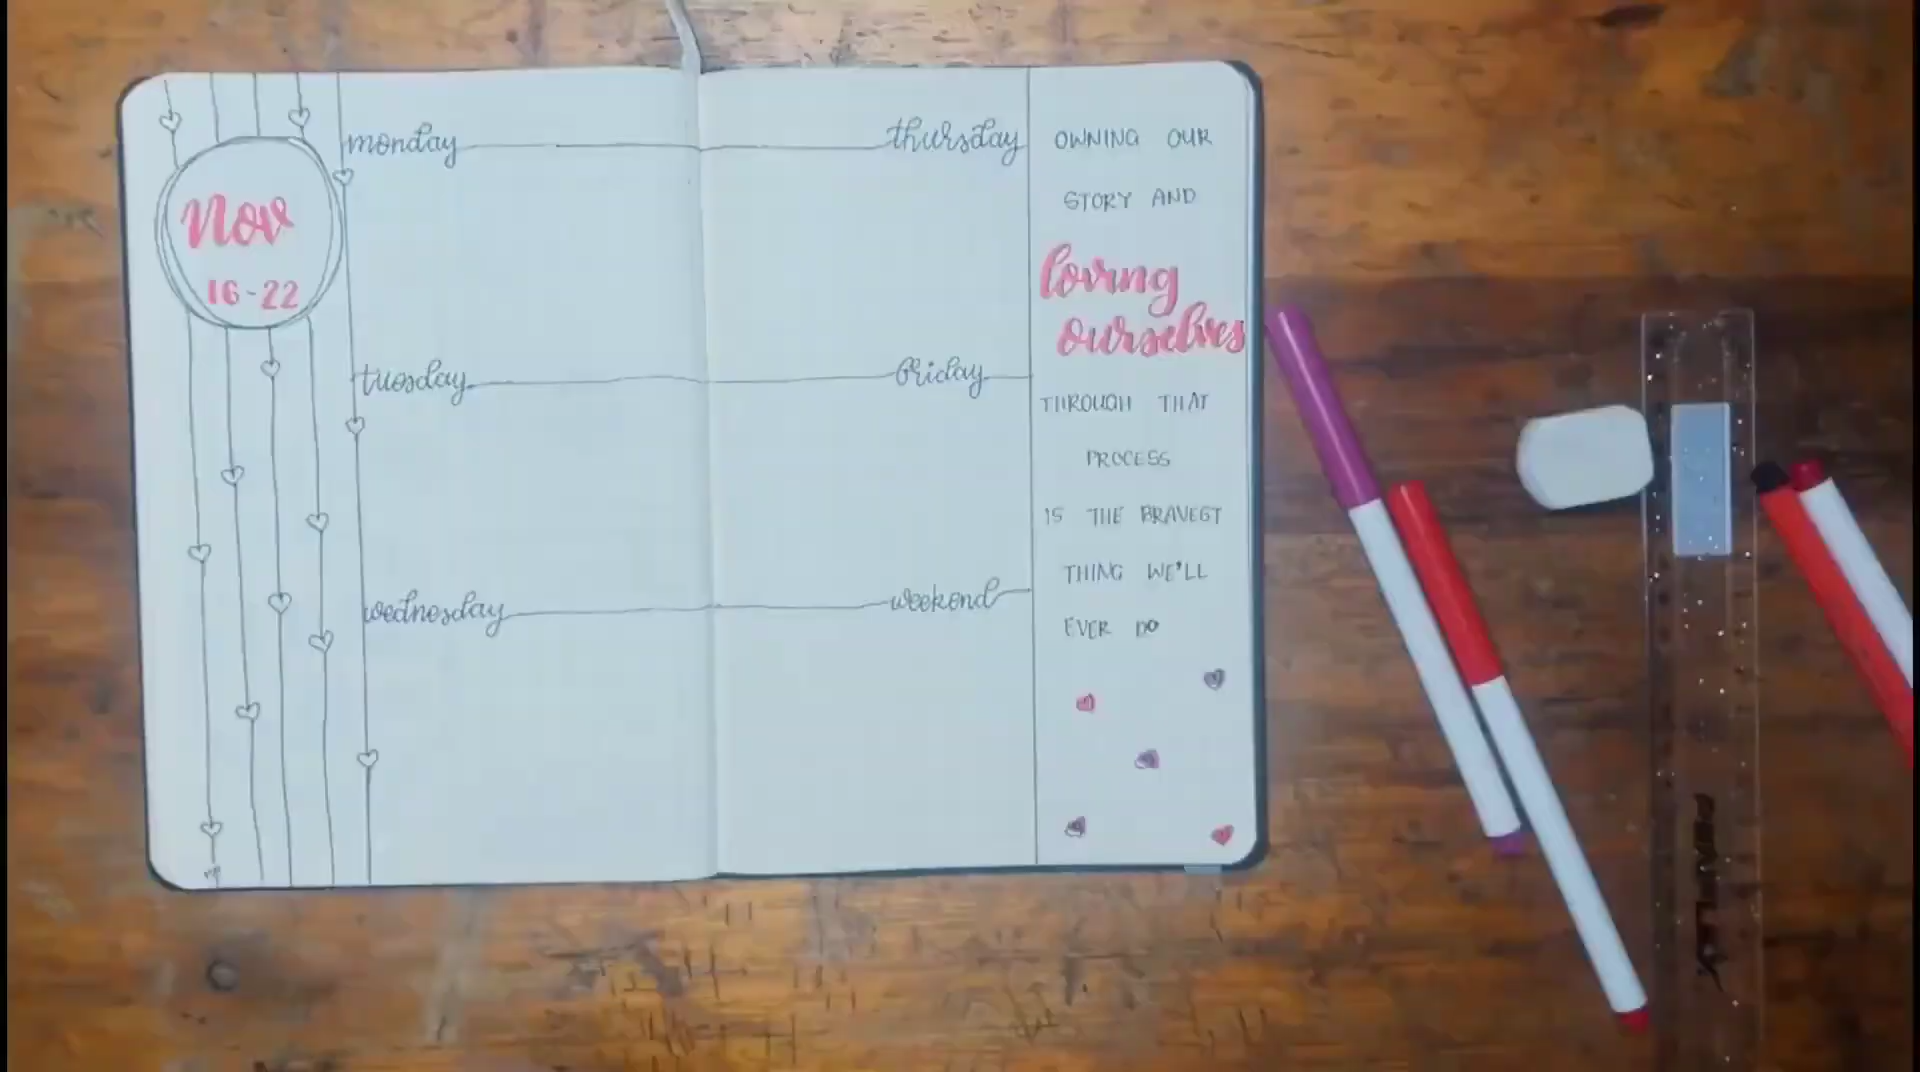 Nov
16-22
monday
tuesday
wednesday
thursday
friday
weekend
OWNING OUR
STORY AND
loving
ourselves
THROUGH THAT
PROCESS
IS THE BRAVEST
THING WE'LL
EVER DO